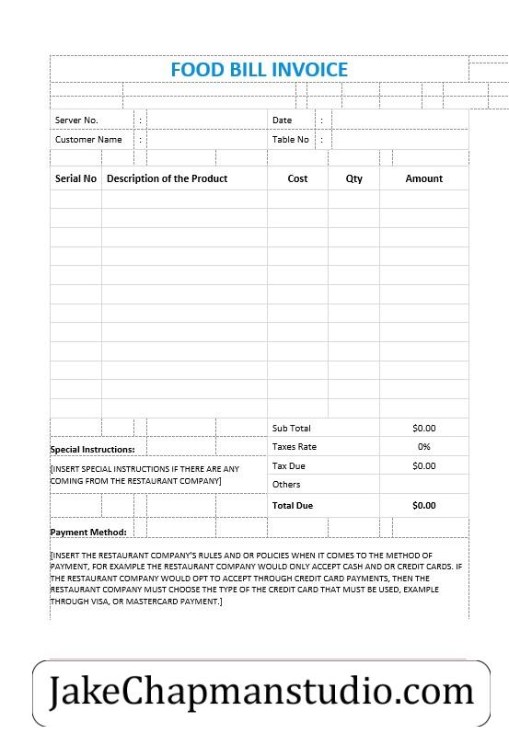 FOOD BILL INVOICE
Server No. : Date :
Customer Name : Table No :
Serial No Description of the Product Cost Qty Amount
Sub Total $0.00
Special Instructions: Taxes Rate 0%
[INSERT SPECIAL INSTRUCTIONS IF THERE ARE ANY
COMING FROM THE RESTAURANT COMPANY]
Tax Due $0.00
Others
Total Due $0.00
Payment Method:
[INSERT THE RESTAURANT COMPANY'S RULES AND OR POLICIES WHEN IT COMES TO THE METHOD OF
PAYMENT, FOR EXAMPLE THE RESTAURANT COMPANY WOULD ONLY ACCEPT CASH AND OR CREDIT CARDS. IF
THE RESTAURANT COMPANY WOULD OPT TO ACCEPT THROUGH CREDIT CARD PAYMENTS, THEN THE
RESTAURANT COMPANY MUST CHOOSE THE TYPE OF THE CREDIT CARD THAT MUST BE USED, EXAMPLE
THROUGH VISA, OR MASTERCARD PAYMENT.]
JakeChapmanstudio.com